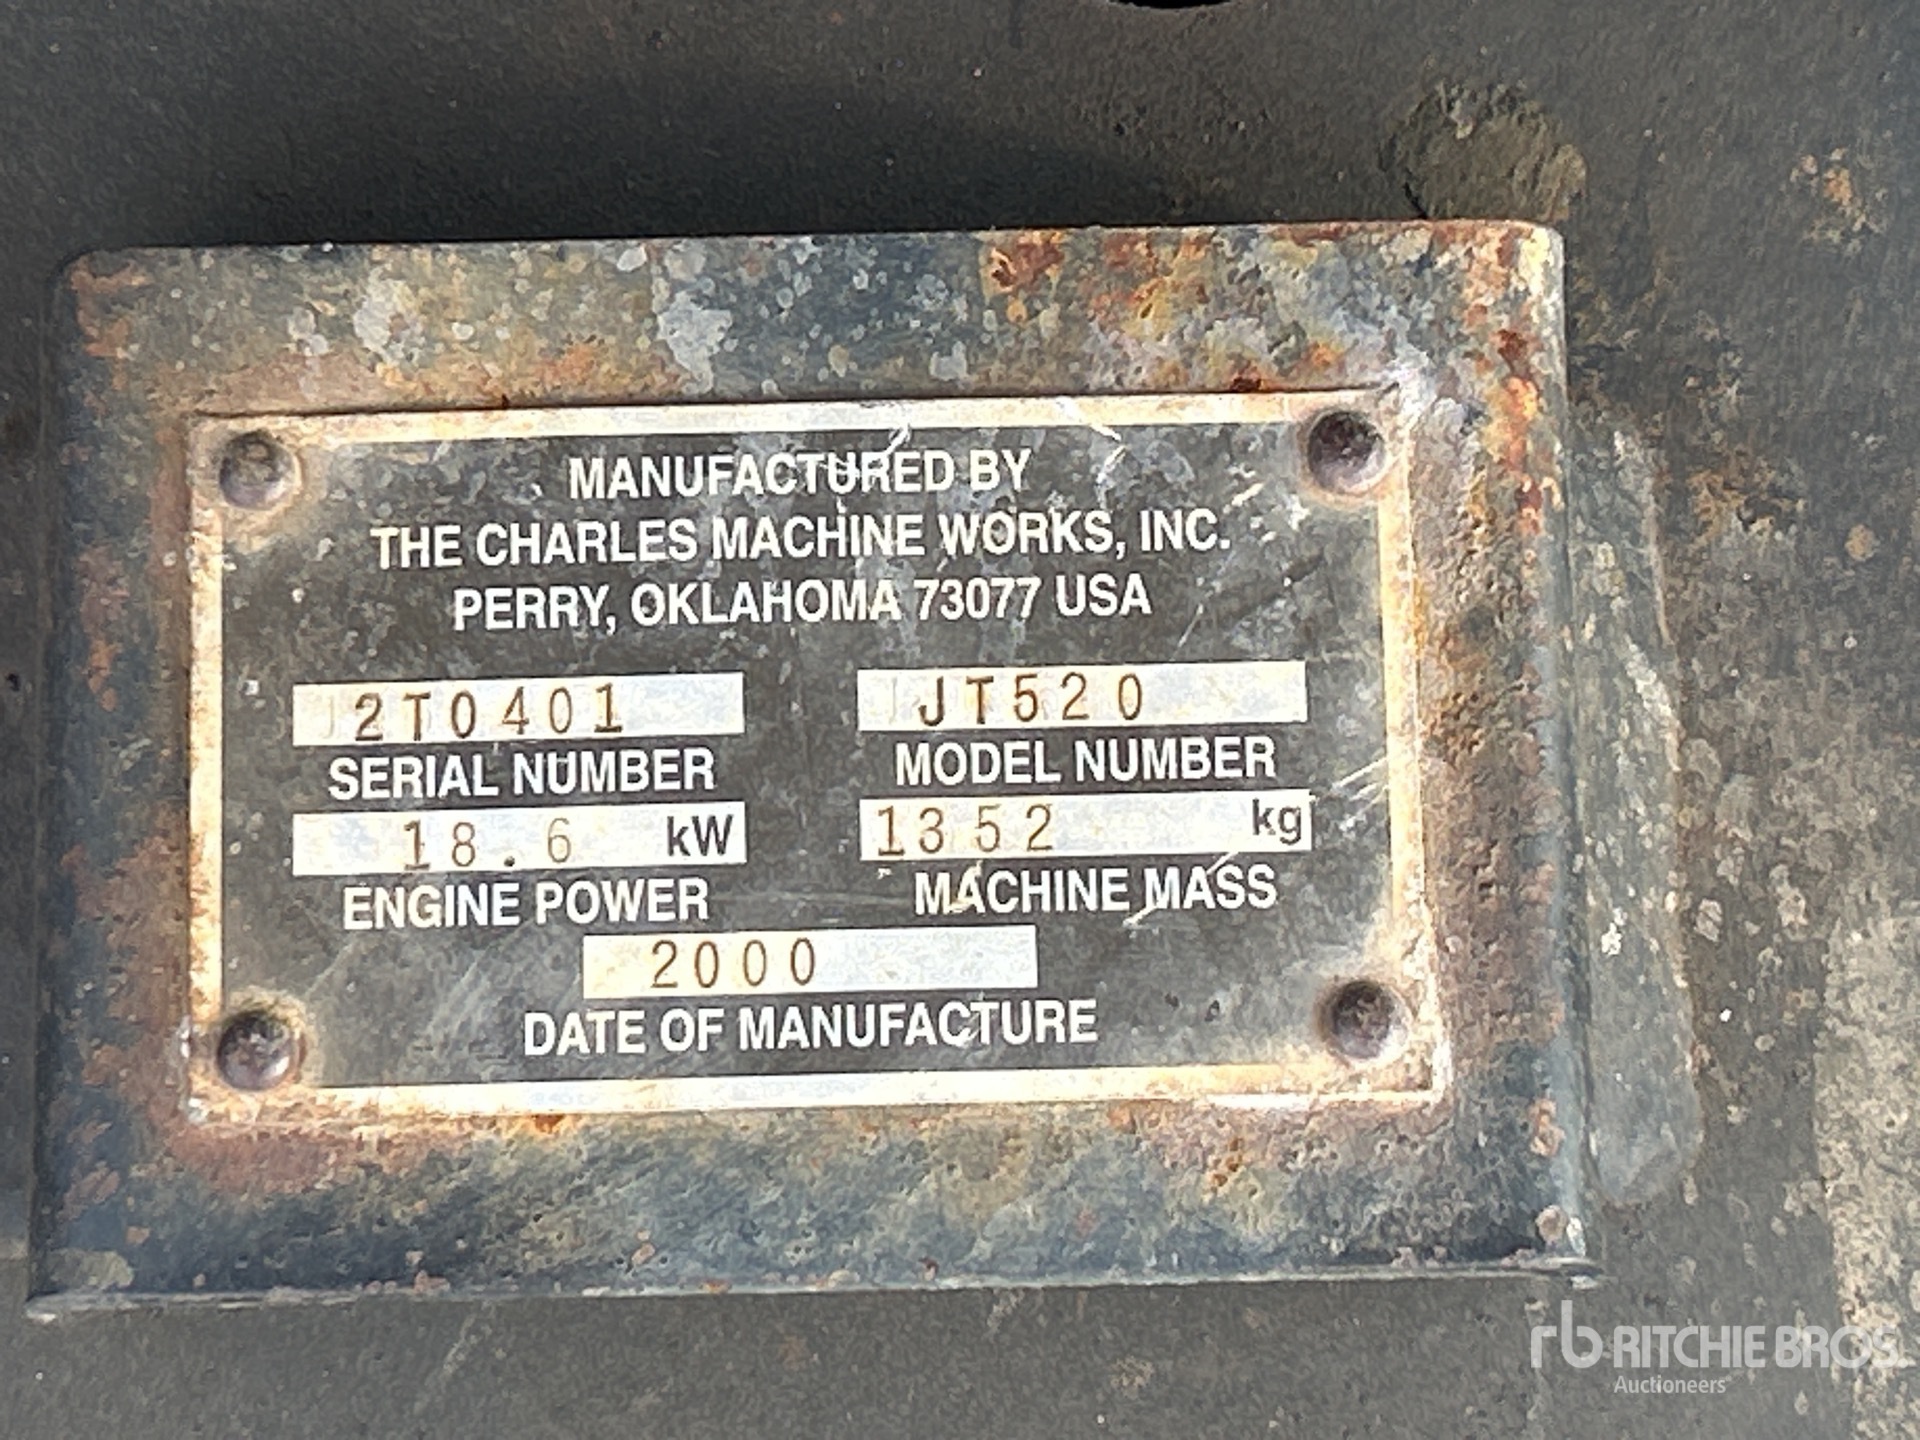 MANUFACTURED BY
THE CHARLES MACHINE WORKS, INC.
PERRY, OKLAHOMA 73077 USA
2T0401 JT520
SERIAL NUMBER MODEL NUMBER
18.6 kW 1352 kg
ENGINE POWER MACHINE MASS
2000
DATE OF MANUFACTURE
rb RITCHIE BROS.
Auctioneers